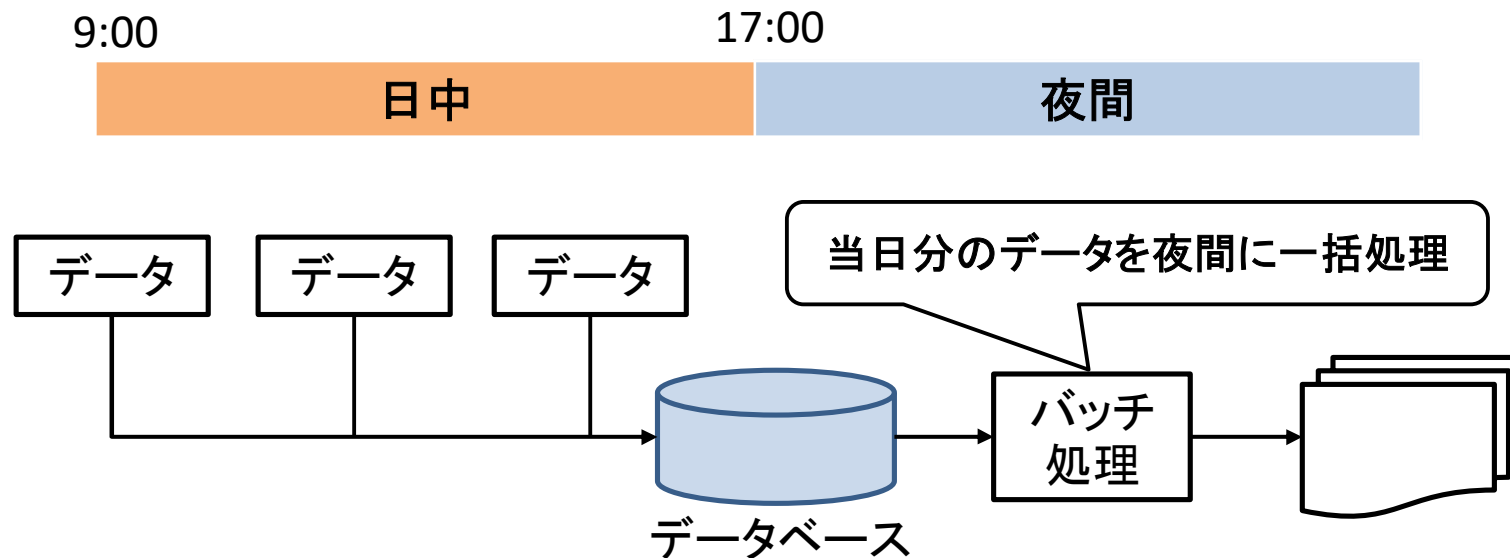 9:00
17:00
日中
夜間
当日分のデータを夜間に一括処理
データ
データ
データ
バッチ
処理
データベース